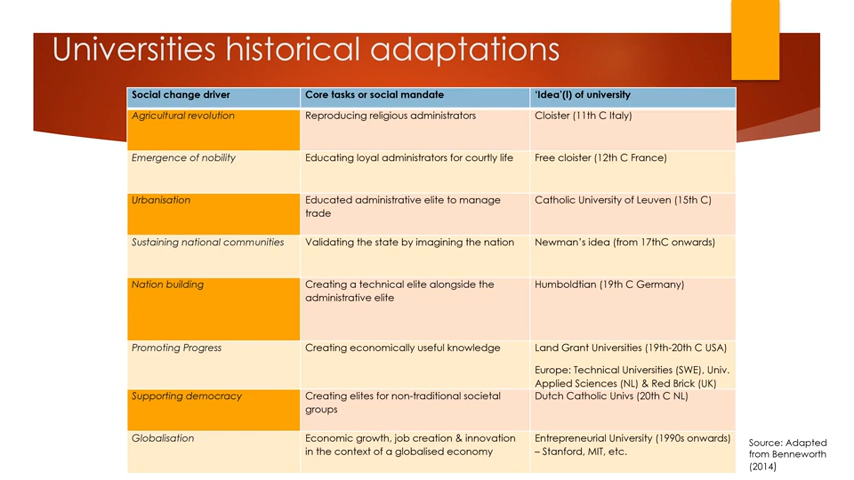 Universities historical adaptations
Social change driver
Core tasks or social mandate
'Idea'(l) of university
Agricultural revolution
Reproducing religious administrators
Cloister (11th C Italy)
Emergence of nobility
Educating loyal administrators for courtly life
Free cloister (12th C France)
Urbanisation
Educated administrative elite to manage
trade
Catholic University of Leuven (15th C)
Sustaining national communities
Validating the state by imagining the nation
Newman's idea (from 17thC onwards)
Nation building
Creating a technical elite alongside the
administrative elite
Humboldtian (19th C Germany)
Promoting Progress
Creating economically useful knowledge
Land Grant Universities (19th-20th C USA)
Europe: Technical Universities (SWE), Univ.
Applied Sciences (NL) & Red Brick (UK)
Supporting democracy
Creating elites for non-traditional societal
groups
Dutch Catholic Univs (20th C NL)
Globalisation
Economic growth, job creation & innovation
in the context of a globalised economy
Entrepreneurial University (1990s onwards)
– Stanford, MIT, etc.
Source: Adapted
from Benneworth
(2014)